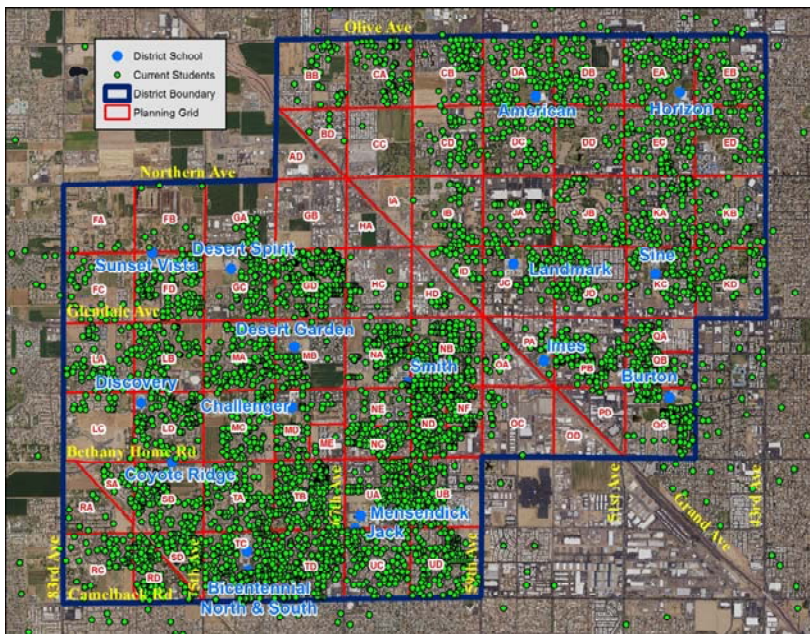 Olive Ave
District School
Current Students
District Boundary
Planning Grid
BB
CA
CB
DA
DB
EA
EB
American
Horizon
BD
AD
CC
CD
DC
DD
EC
ED
Northern Ave
FA
FB
GA
GB
HA
IA
IB
JA
JB
KA
KB
Sunset Vista
Desert Spirit
Landmark
Sine
FC
FD
GC
GD
HC
HD
ID
JC
JD
KC
KD
Glendale Ave
Desert Garden
LA
LB
MA
MB
NA
NB
OA
PA
PB
QA
QB
Smith
Imes
Burton
Discovery
Challenger
LC
LD
MC
MD
ME
NE
NC
ND
NF
OC
OD
PD
QC
Bethany Home Rd
Coyote Ridge
RA
SA
SB
TA
TB
UA
UB
67th Ave
51st Ave
Grand Ave
43rd Ave
Mensendick
Jack
83rd Ave
RC
RD
SD
75th Ave
TC
TD
UC
UD
59th Ave
Camelback Rd
Bicentennial
North & South